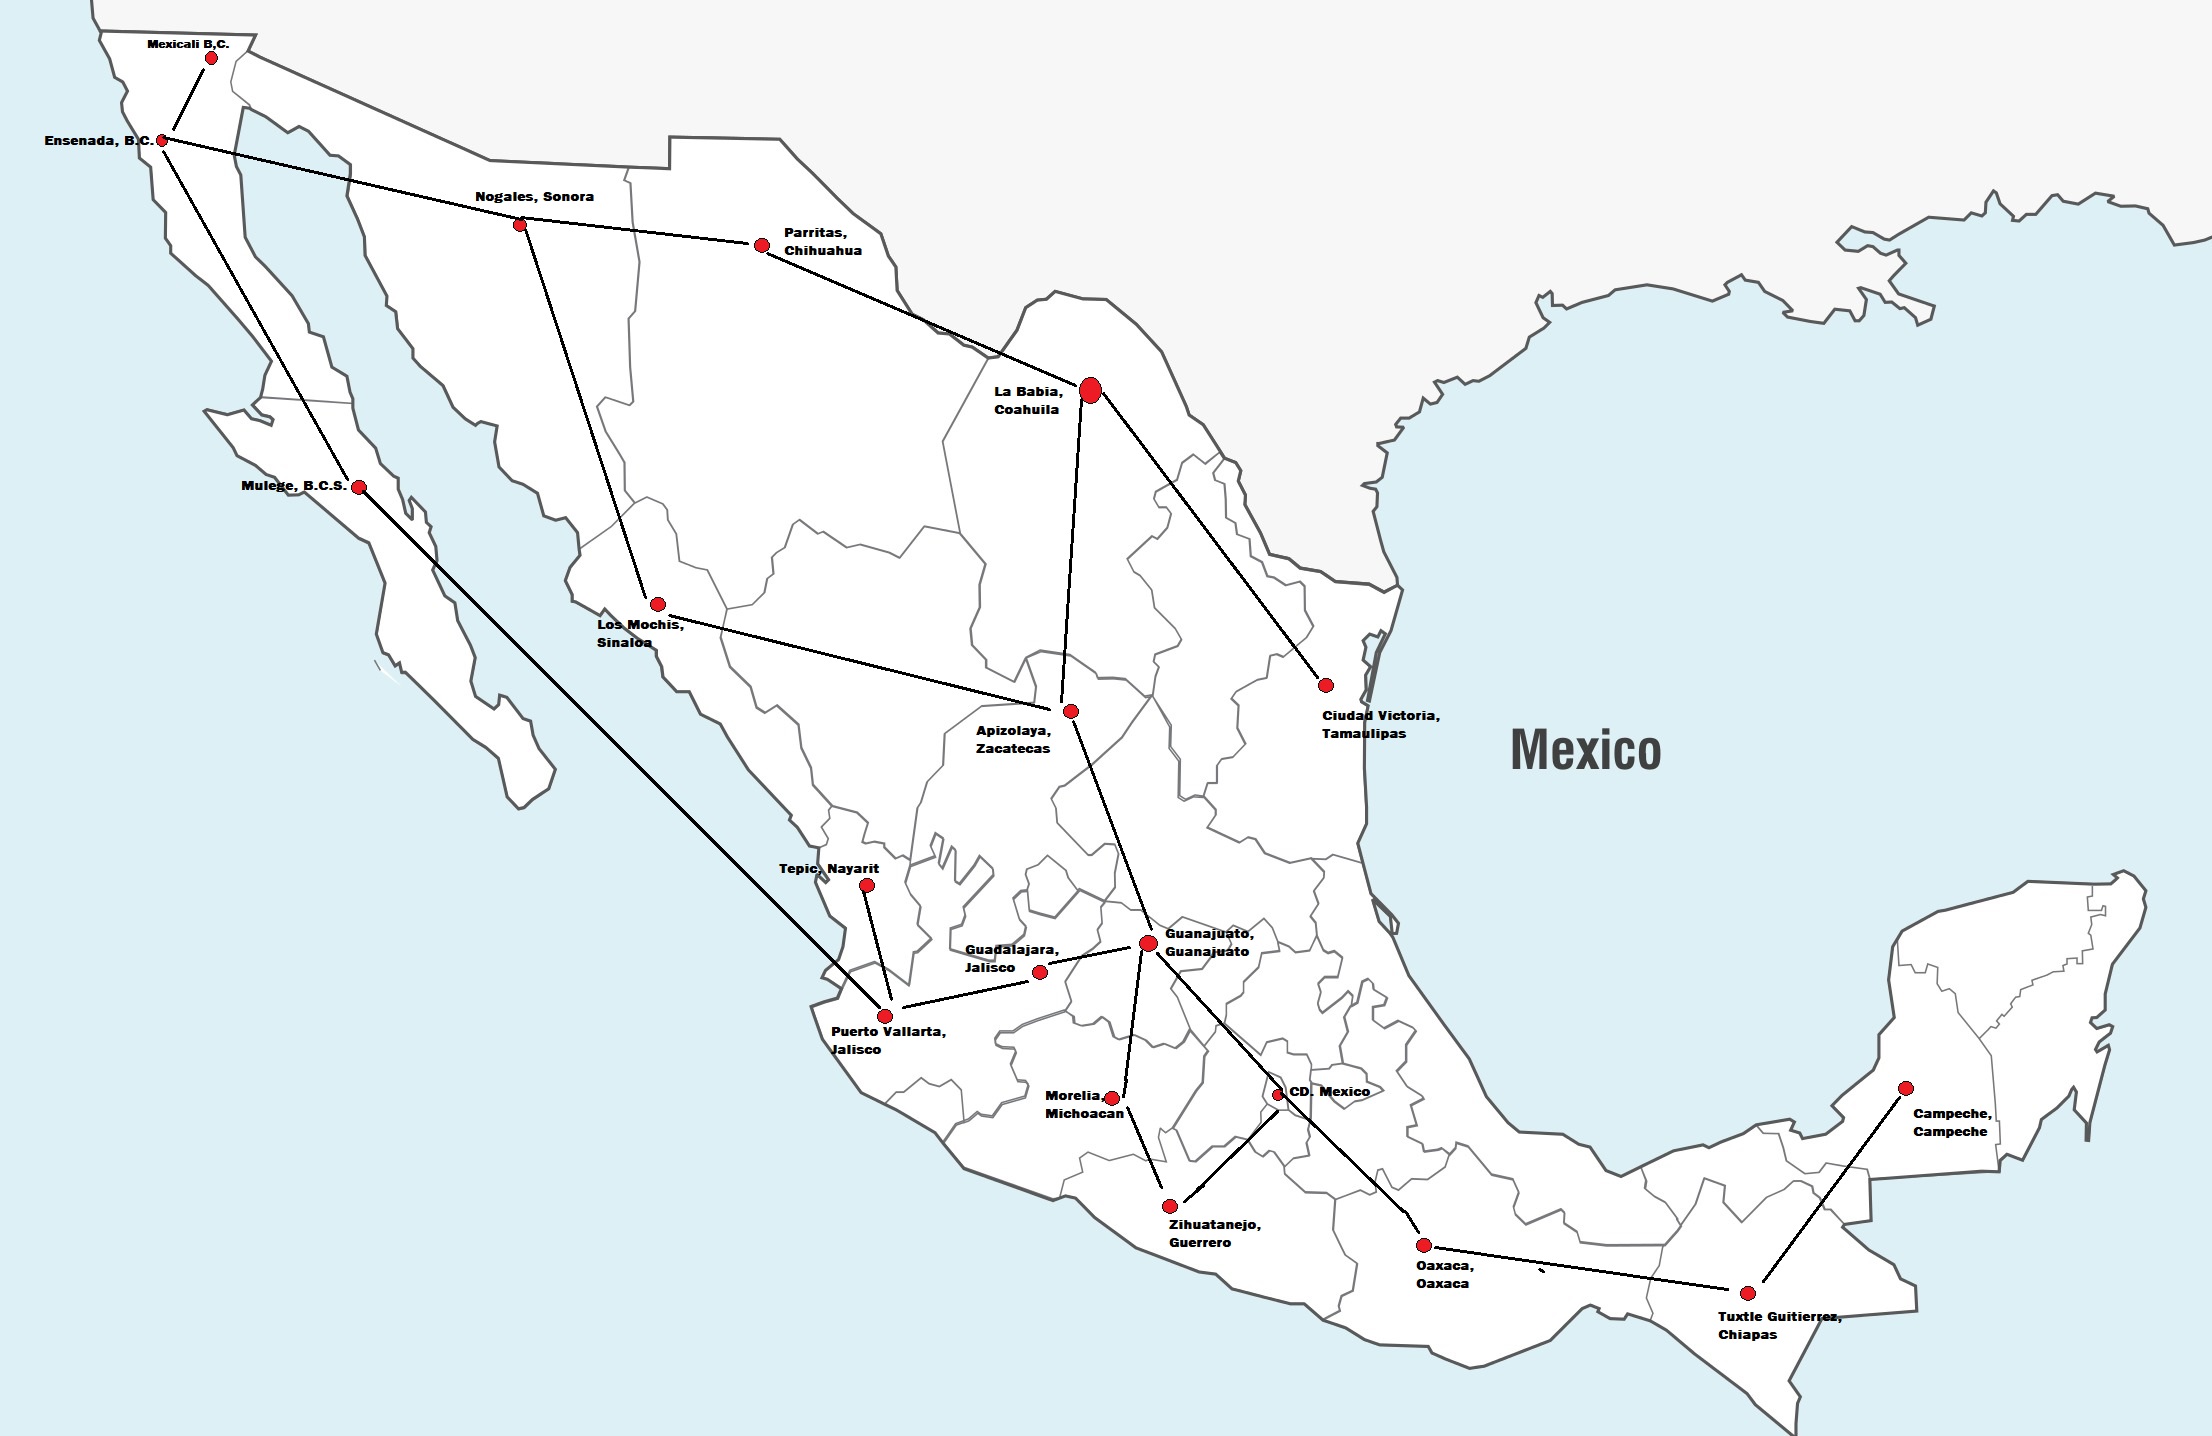 Mexicali B,C.
Ensenada, B.C.
Nogales, Sonora
Parritas,
Chihuahua
La Babia,
Coahuila
Mulege, B.C.S.
Los Mochis,
Sinaloa
Apizolaya,
Zacatecas
Ciudad Victoria,
Tamaulipas
Mexico
Tepic, Nayarit
Guadalajara,
Jalisco
Guanajuato,
Guanajuato
Puerto Vallarta,
Jalisco
Morelia,
Michoacan
CD. Mexico
Campeche,
Campeche
Zihuatanejo,
Guerrero
Oaxaca,
Oaxaca
Tuxtle Guitierrez,
Chiapas